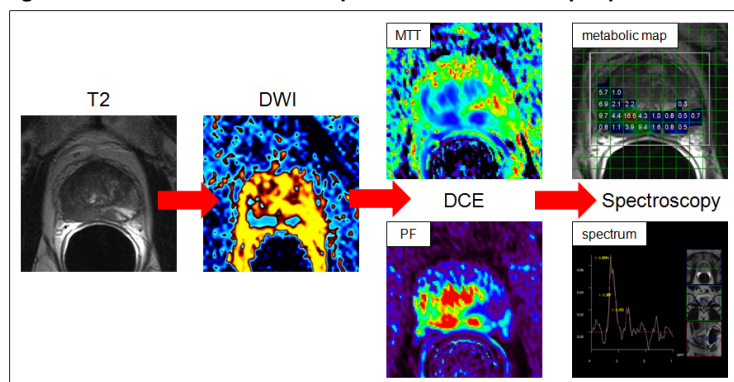 MTT
metabolic map
T2
DWI
5.7 1.0
6.9 2.1 2.2 0.3
9.7 4.4 16.6 4.3 1.0 0.8 0.5 0.7
0.6 1.1 3.9 9.4 1.6 0.8 0.5
DCE
Spectroscopy
PF
spectrum